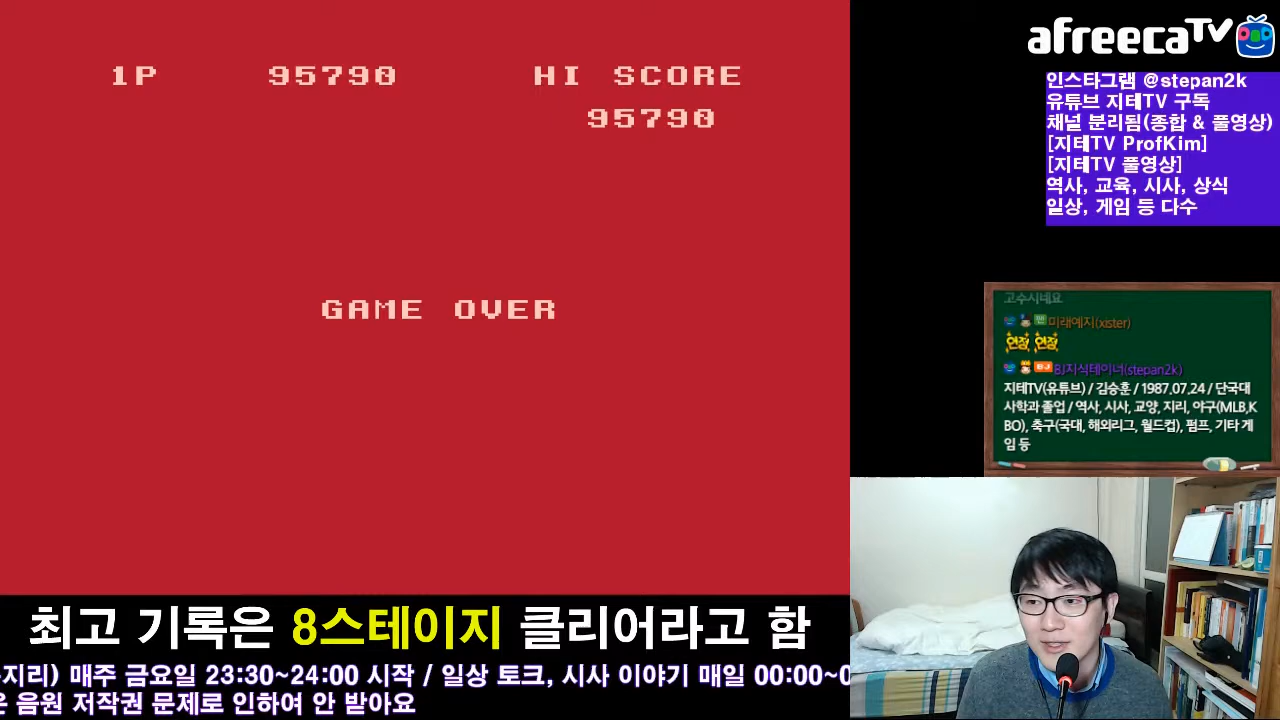 1P 95790 HI SCORE
95790
GAME OVER
최고 기록은 8스테이지 클리어라고 함
지리) 매주 금요일 23:30~24:00 시작 / 일상 토크, 시사 이야기 매일 00:00~0
은 음원 저작권 문제로 인하여 안 받아요
afreecaTV
인스타그램 @stepan2k
유튜브 지테TV 구독
채널 분리됨(종합 & 풀영상)
[지테TV ProfKim]
[지테TV 풀영상]
역사, 교육, 시사, 상식
일상, 게임 등 다수
고수시네요
미래예지(xister)
BJ지식테이너(stepan2k)
지테TV(유튜브) / 김승훈 / 1987.07.24 / 단국대
사학과 졸업 / 역사, 시사, 교양, 지리, 야구(MLB,K
BO), 축구(국대, 해외리그, 월드컵), 펌프, 기타 게
임 등